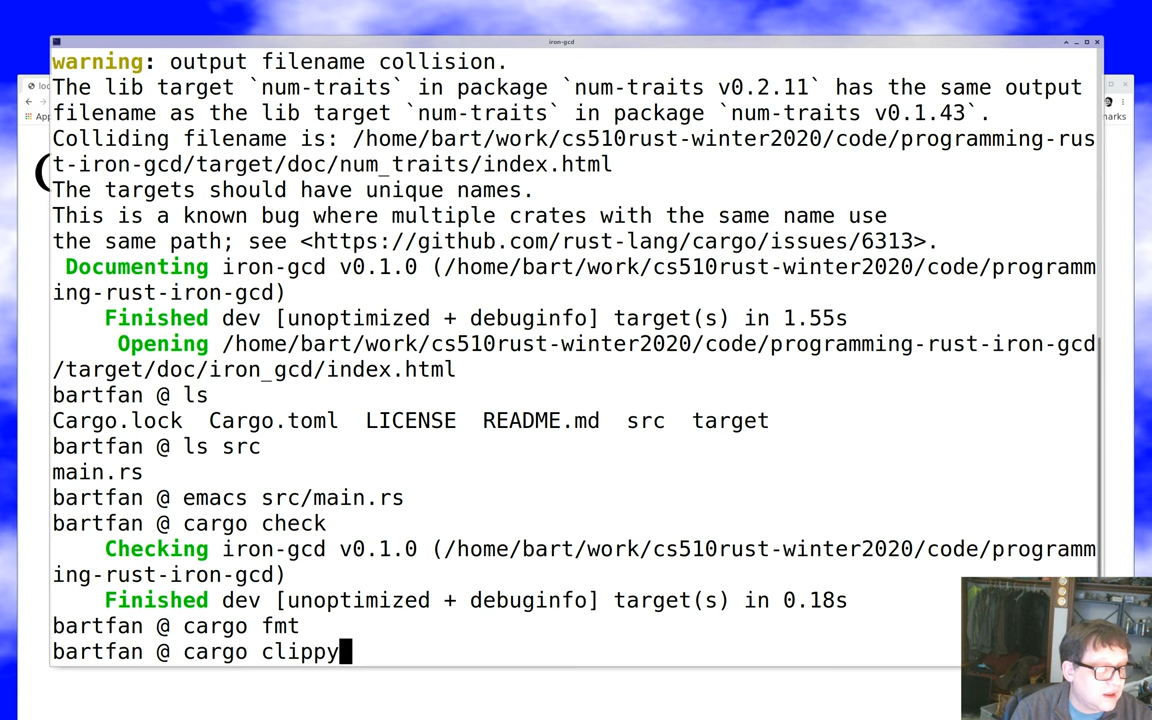 iron-gcd
warning: output filename collision.
The lib target `num-traits` in package `num-traits v0.2.11` has the same output
filename as the lib target `num-traits` in package `num-traits v0.1.43`.
Colliding filename is: /home/bart/work/cs510rust-winter2020/code/programming-rus
t-iron-gcd/target/doc/num_traits/index.html
The targets should have unique names.
This is a known bug where multiple crates with the same name use
the same path; see <https://github.com/rust-lang/cargo/issues/6313>.
Documenting iron-gcd v0.1.0 (/home/bart/work/cs510rust-winter2020/code/programm
ing-rust-iron-gcd)
Finished dev [unoptimized + debuginfo] target(s) in 1.55s
Opening /home/bart/work/cs510rust-winter2020/code/programming-rust-iron-gcd
/target/doc/iron_gcd/index.html
bartfan @ ls
Cargo.lock Cargo.toml LICENSE README.md src target
bartfan @ ls src
main.rs
bartfan @ emacs src/main.rs
bartfan @ cargo check
Checking iron-gcd v0.1.0 (/home/bart/work/cs510rust-winter2020/code/programm
ing-rust-iron-gcd)
Finished dev [unoptimized + debuginfo] target(s) in 0.18s
bartfan @ cargo fmt
bartfan @ cargo clippy